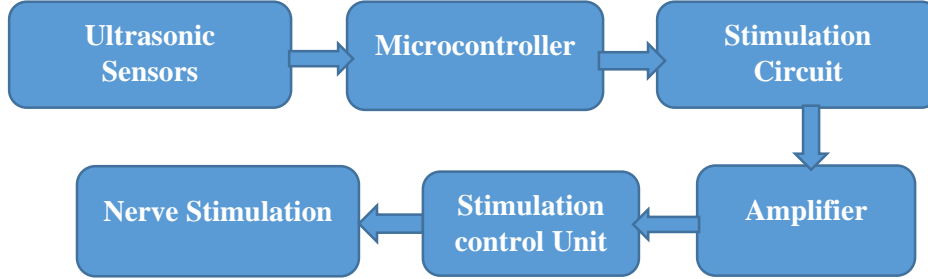 Ultrasonic
Sensors
Microcontroller
Stimulation
Circuit
Amplifier
Stimulation
control Unit
Nerve Stimulation